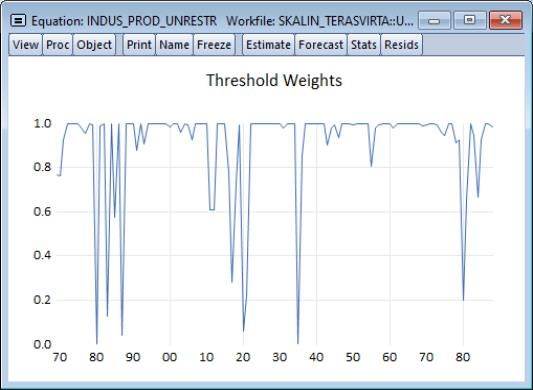 Equation: INDUS_PROD_UNRESTR Workfile: SKALIN_TERASVIRTA::U...
View Proc Object Print Name Freeze Estimate Forecast Stats Resids
Threshold Weights
1.0
0.8
0.6
0.4
0.2
0.0
70 80 90 00 10 20 30 40 50 60 70 80